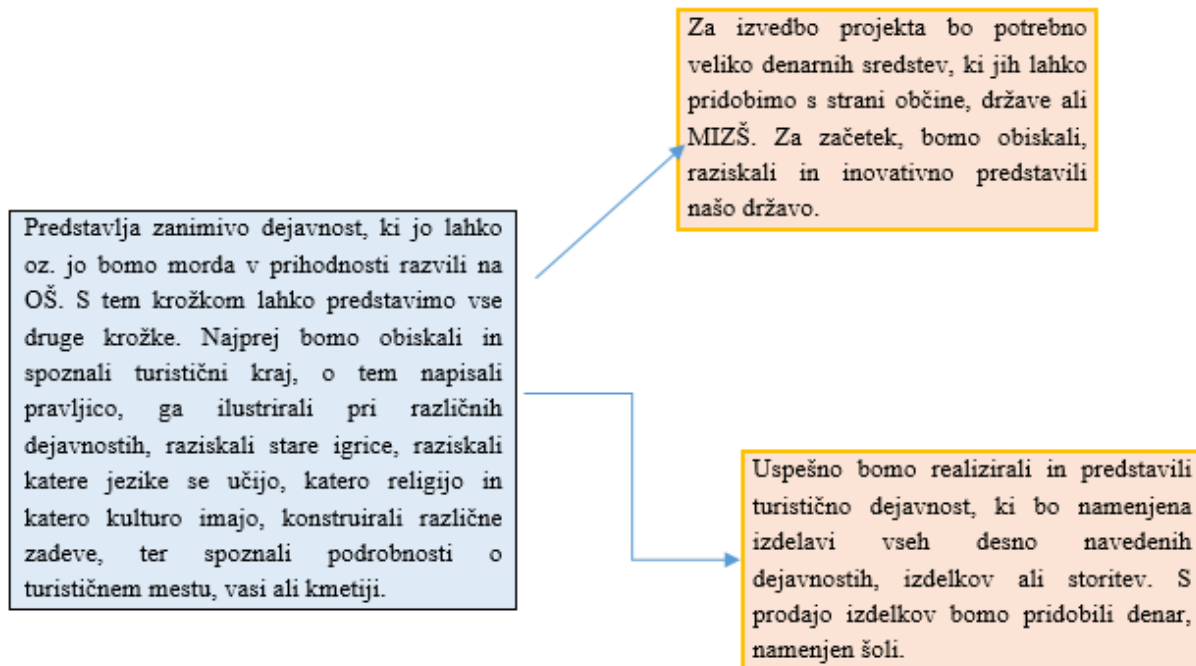 Za izvedbo projekta bo potrebno
veliko denarnih sredstev, ki jih lahko
pridobimo s strani občine, države ali
MIZŠ. Za začetek, bomo obiskali,
raziskali in inovativno predstavili
našo državo.
Predstavlja zanimivo dejavnost, ki jo lahko
oz. jo bomo morda v prihodnosti razvili na
OŠ. S tem krožkom lahko predstavimo vse
druge krožke. Najprej bomo obiskali in
spoznali turistični kraj, o tem napisali
pravljico, ga ilustrirali pri različnih
dejavnostih, raziskali stare igrice, raziskali
katere jezike se učijo, katero religijo in
katero kulturo imajo, konstruirali različne
zadeve, ter spoznali podrobnosti o
turističnem mestu, vasi ali kmetiji.
Uspešno bomo realizirali in predstavili
turistično dejavnost, ki bo namenjena
izdelavi vseh desno navedenih
dejavnostih, izdelkov ali storitev. S
prodajo izdelkov bomo pridobili denar,
namenjen šoli.